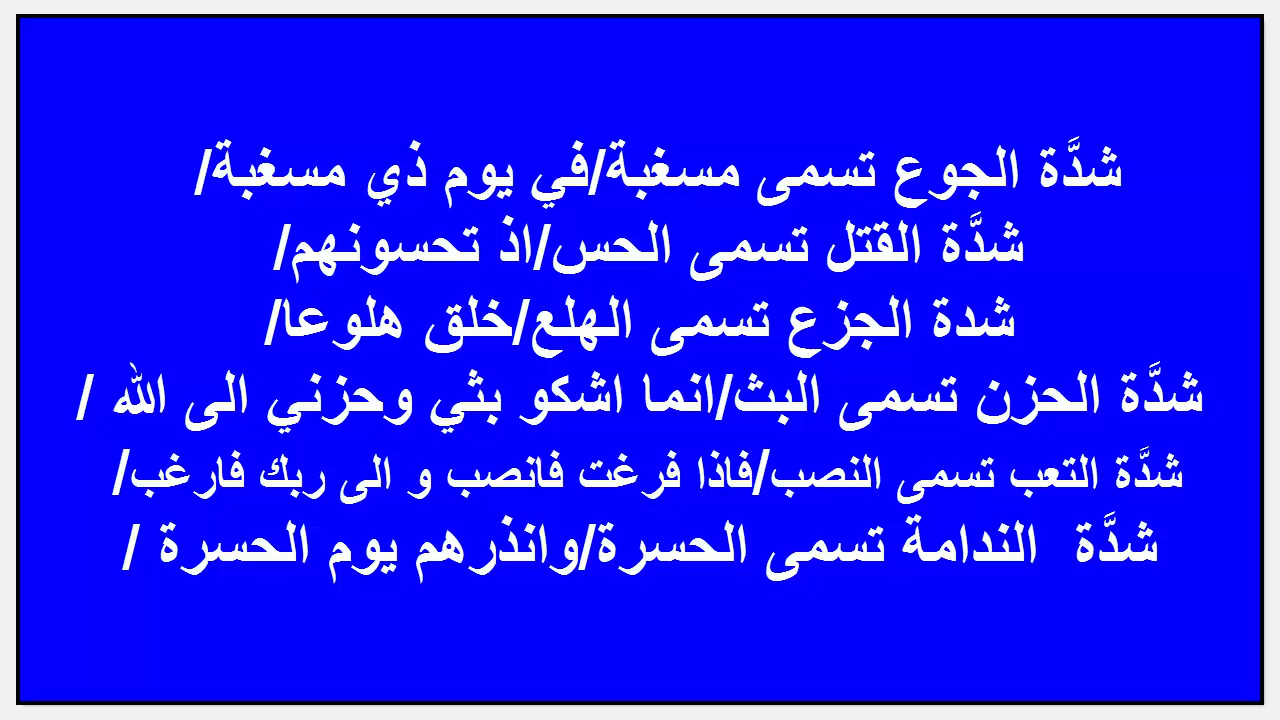 شدَّة الجوع تسمى مسغبة/في يوم ذي مسغبة/
شدَّة القتل تسمى الحس/اذ تحسونهم/
شدة الجزع تسمى الهلع/خلق هلوعا/
شدَّة الحزن تسمى البث/انما اشكو بثي وحزني الى الله /
شدَّة التعب تسمى النصب/فاذا فرغت فانصب و الى ربك فارغب/
شدَّة  الندامة تسمى الحسرة/وانذرهم يوم الحسرة /